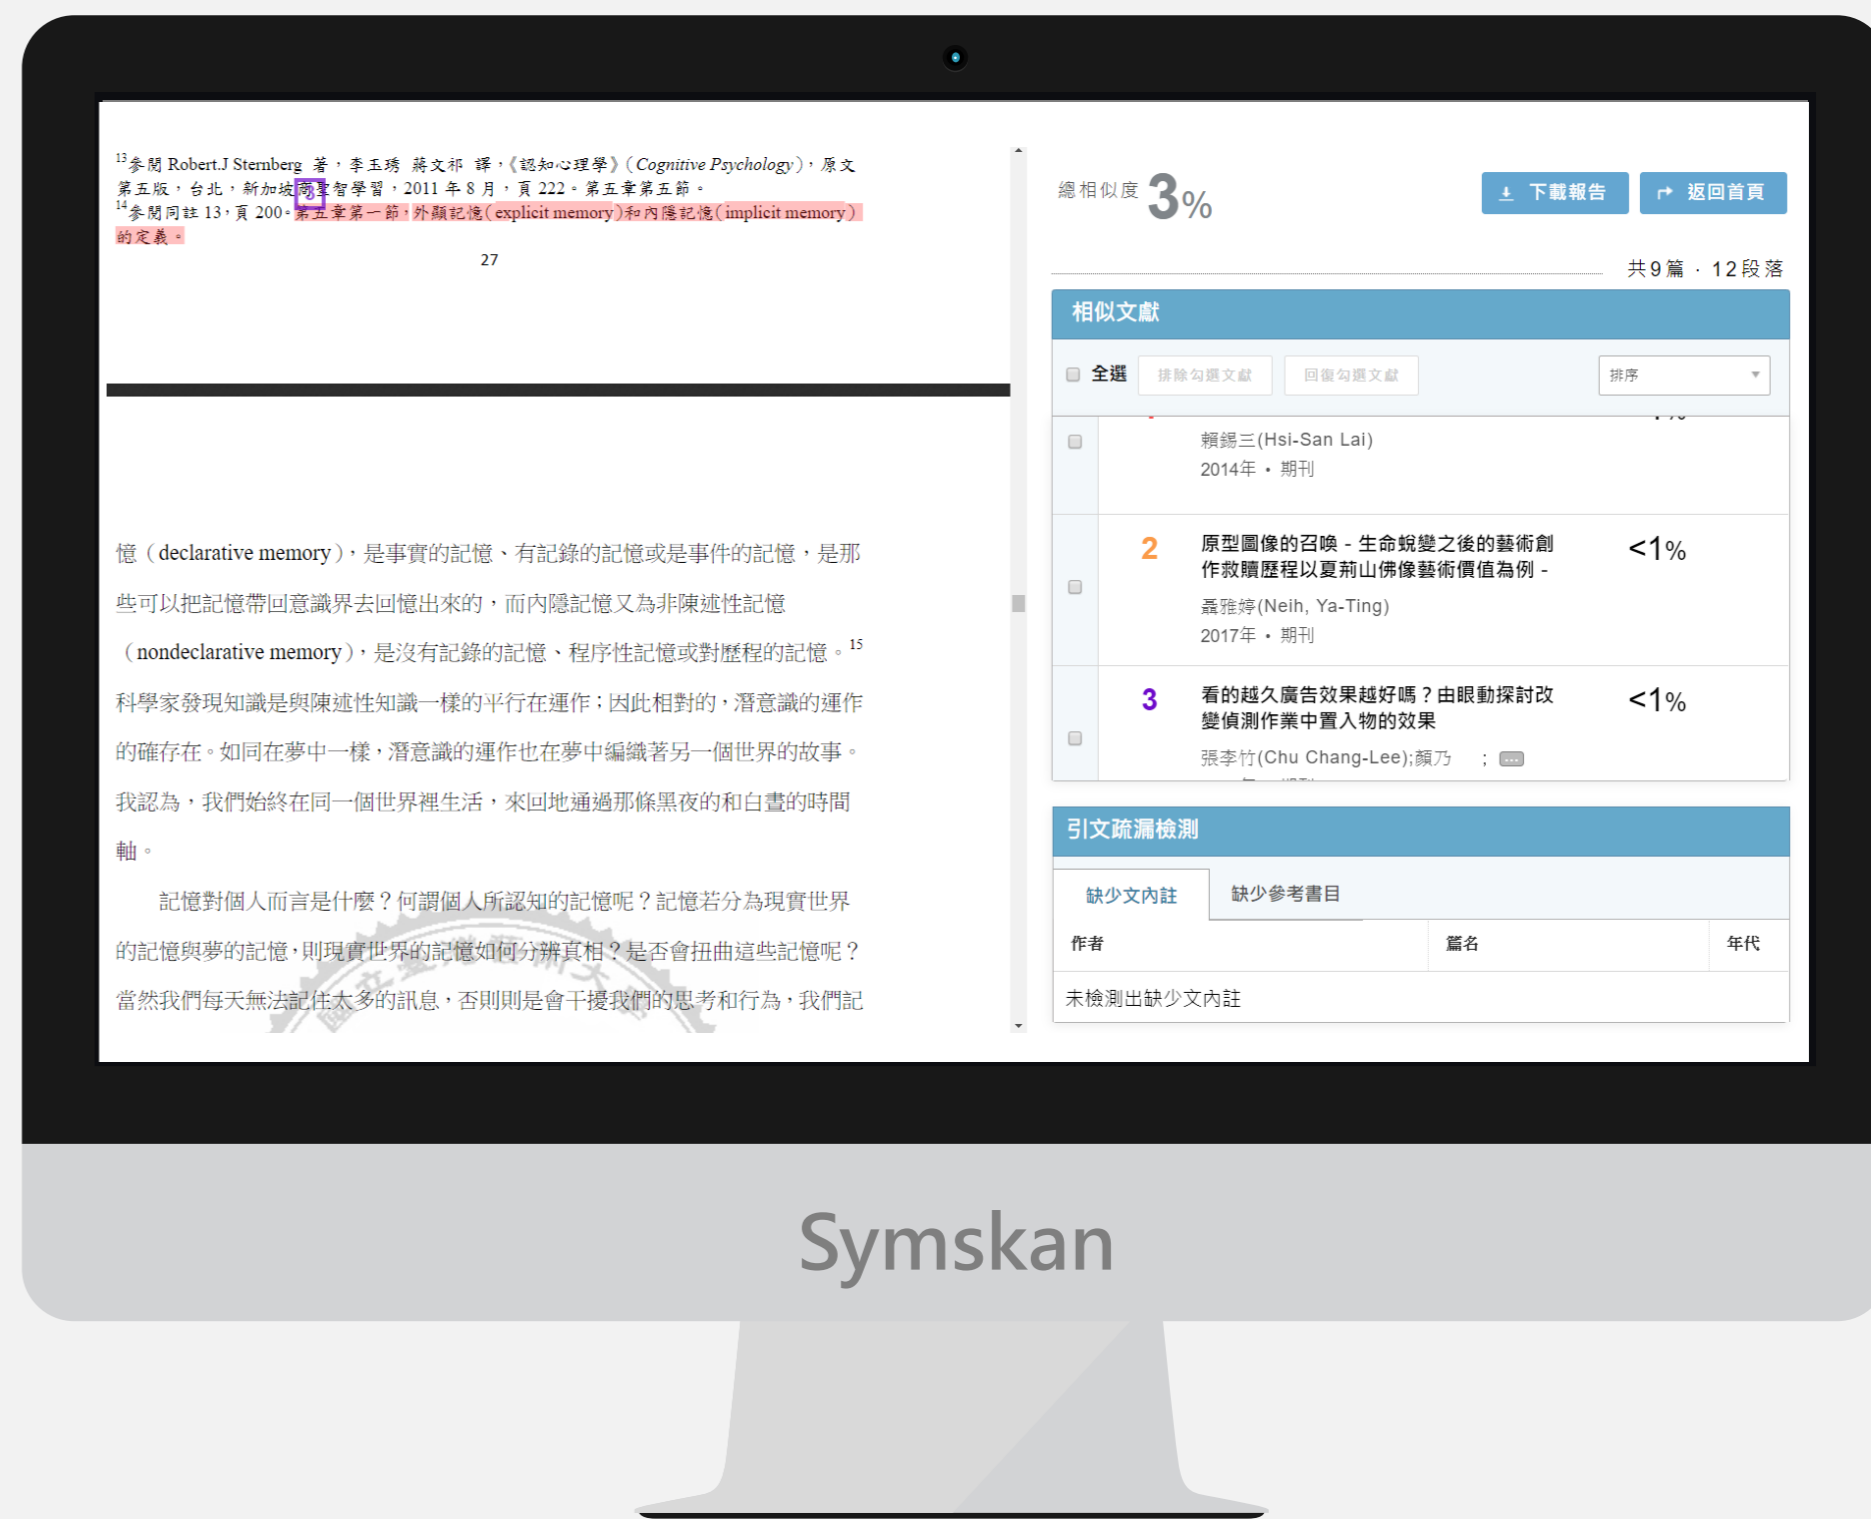 13參閱 Robert.J Sternberg 著，李玉琇 蔣文祁 譯，《認知心理學》（Cognitive Psychology），原文
第五版，台北，新加坡商聖智學習，2011 年 8 月，頁 222。第五章第五節。
14參閱同註 13，頁 200。第五章第一節，外顯記憶（explicit memory）和內隱記憶（implicit memory）
的定義。
27
憶（declarative memory），是事實的記憶、有記錄的記憶或是事件的記憶，是那
些可以把記憶帶回意識界去回憶出來的，而內隱記憶又為非陳述性記憶
（nondeclarative memory），是沒有記錄的記憶、程序性記憶或對歷程的記憶。15
科學家發現知識是與陳述性知識一樣的平行在運作；因此相對的，潛意識的運作
的確存在。如同在夢中一樣，潛意識的運作也在夢中編織著另一個世界的故事。
我認為，我們始終在同一個世界裡生活，來回地通過那條黑夜的和白晝的時間
軸。
記憶對個人而言是什麼？何謂個人所認知的記憶呢？記憶若分為現實世界
的記憶與夢的記憶，則現實世界的記憶如何分辨真相？是否會扭曲這些記憶呢？
當然我們每天無法記住太多的訊息，否則則是會干擾我們的思考和行為，我們記
國立臺灣藝術大學
總相似度 3%
下載報告
返回首頁
共9篇．12段落
相似文獻
全選
排除勾選文獻
回復勾選文獻
排序
賴錫三(Hsi-San Lai)
2014年 • 期刊
2
原型圖像的召喚 - 生命蛻變之後的藝術創
作救贖歷程以夏荊山佛像藝術價值為例 -
<1%
聶雅婷(Neih, Ya-Ting)
2017年 • 期刊
3
看的越久廣告效果越好嗎？由眼動探討改
變偵測作業中置入物的效果
<1%
張李竹(Chu Chang-Lee);顏乃 ; ...
引文疏漏檢測
缺少文內註
缺少參考書目
作者
篇名
年代
未檢測出缺少文內註
Symskan